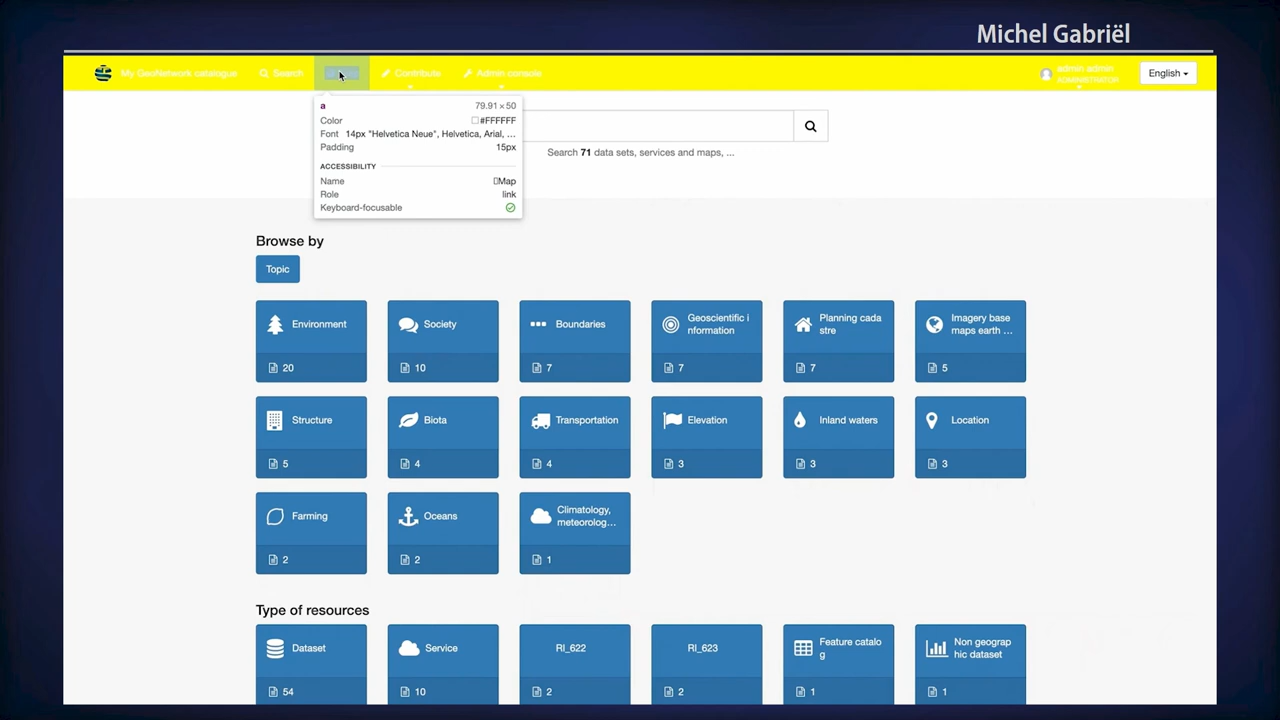 Michel Gabriël
My GeoNetwork catalogue
Search
Contribute
Admin console
admin admin
ADMINISTRATOR
English
a 79.91 × 50
Color #FFFFFF
Font 14px "Helvetica Neue", Helvetica, Arial, ...
Padding 15px
ACCESSIBILITY
Name Map
Role link
Keyboard-focusable
Search 71 data sets, services and maps, ...
Browse by
Topic
Environment
20
Society
10
Boundaries
7
Geoscientific i
nformation
7
Planning cada
stre
7
Imagery base
maps earth ...
5
Structure
5
Biota
4
Transportation
4
Elevation
3
Inland waters
3
Location
3
Farming
2
Oceans
2
Climatology,
meteorolog...
1
Type of resources
Dataset
54
Service
10
RI_622
2
RI_623
2
Feature catalo
g
1
Non geograp
hic dataset
1